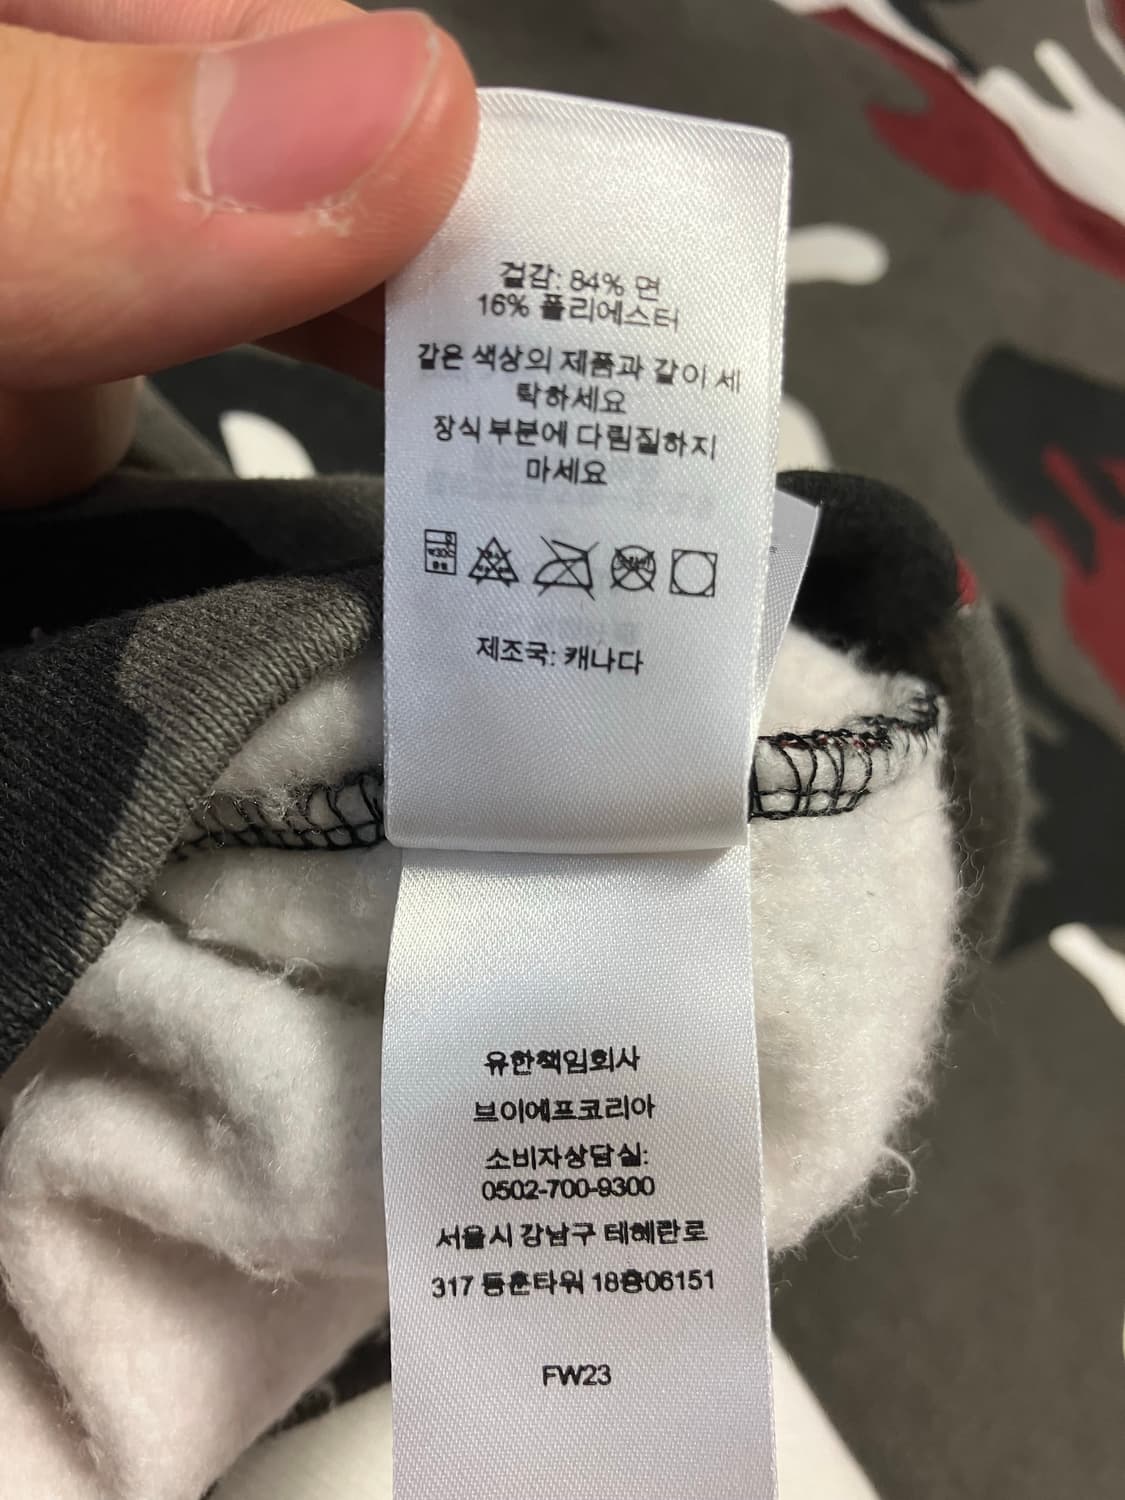 겉감: 84% 면
16% 폴리에스터
같은 색상의 제품과 같이 세
탁하세요
장식 부분에 다림질하지
마세요
제조국: 캐나다
유한책임회사
브이에프코리아
소비자상담실:
0502-700-9300
서울시 강남구 테헤란로
317 동훈타워 18층06151
FW23